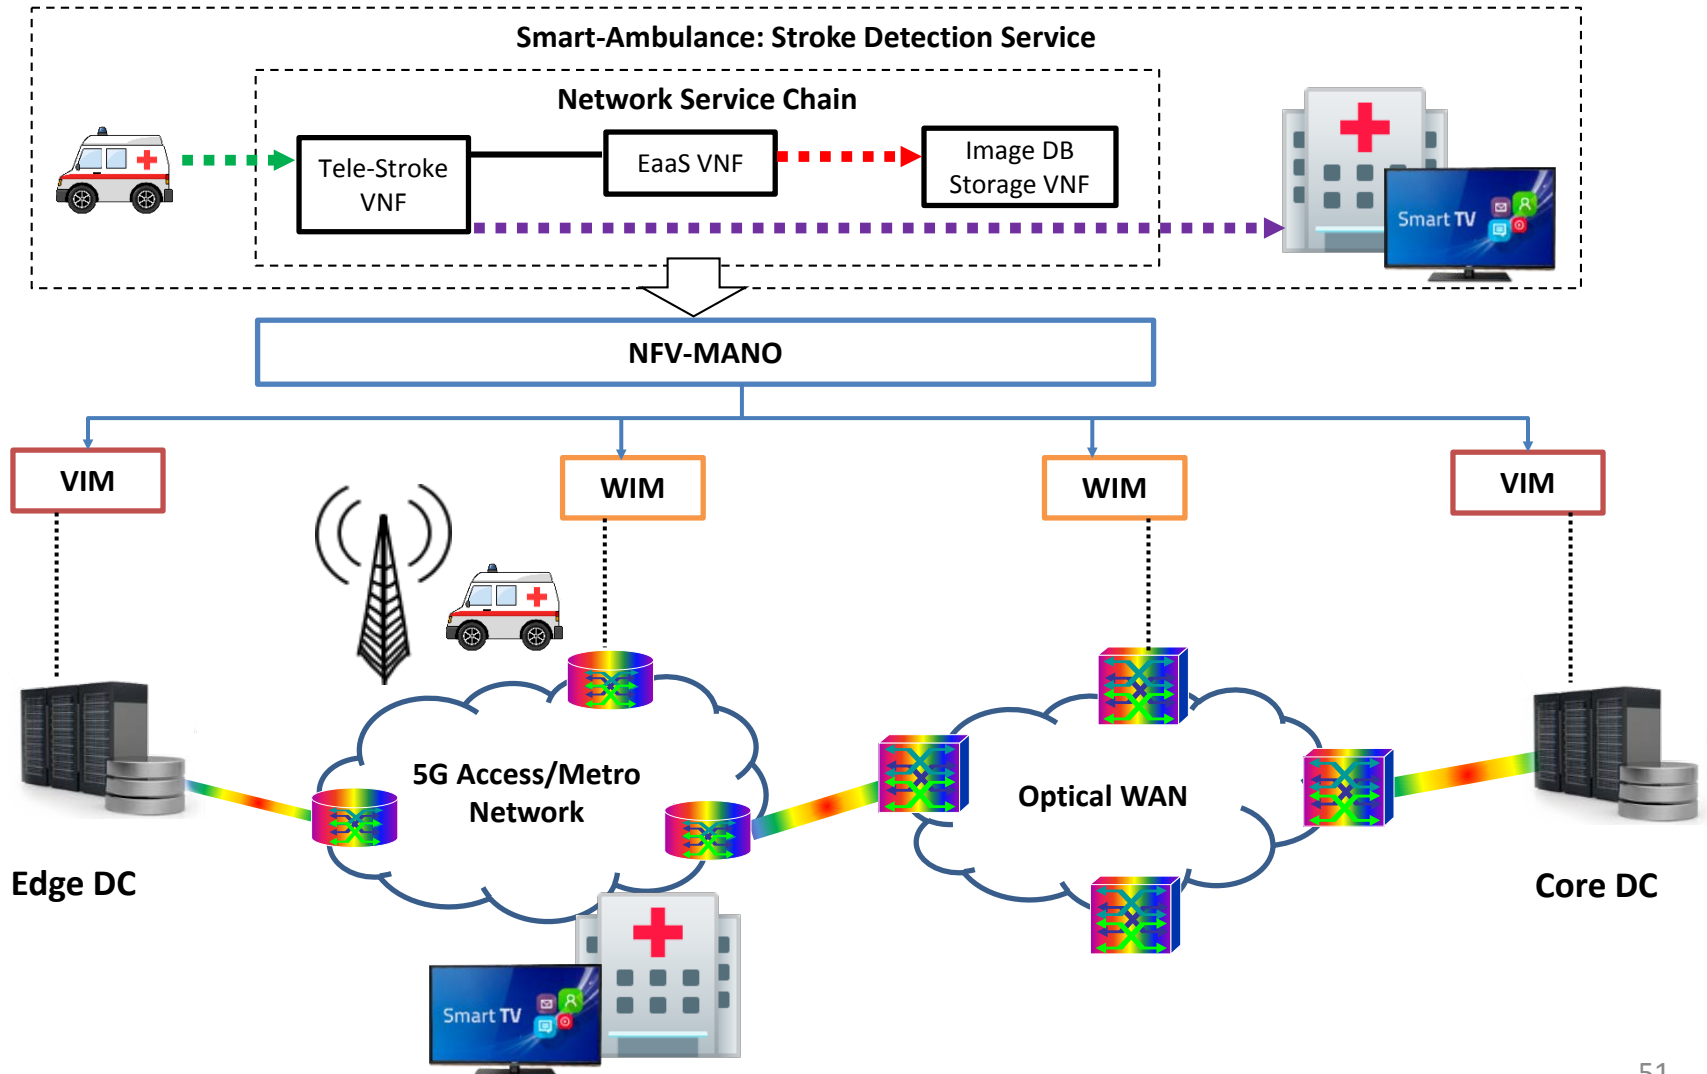 Smart-Ambulance: Stroke Detection Service
Network Service Chain
Tele-Stroke
VNF
EaaS VNF
Image DB
Storage VNF
Smart TV
NFV-MANO
VIM
WIM
WIM
VIM
5G Access/Metro
Network
Optical WAN
Edge DC
Core DC
Smart TV
51